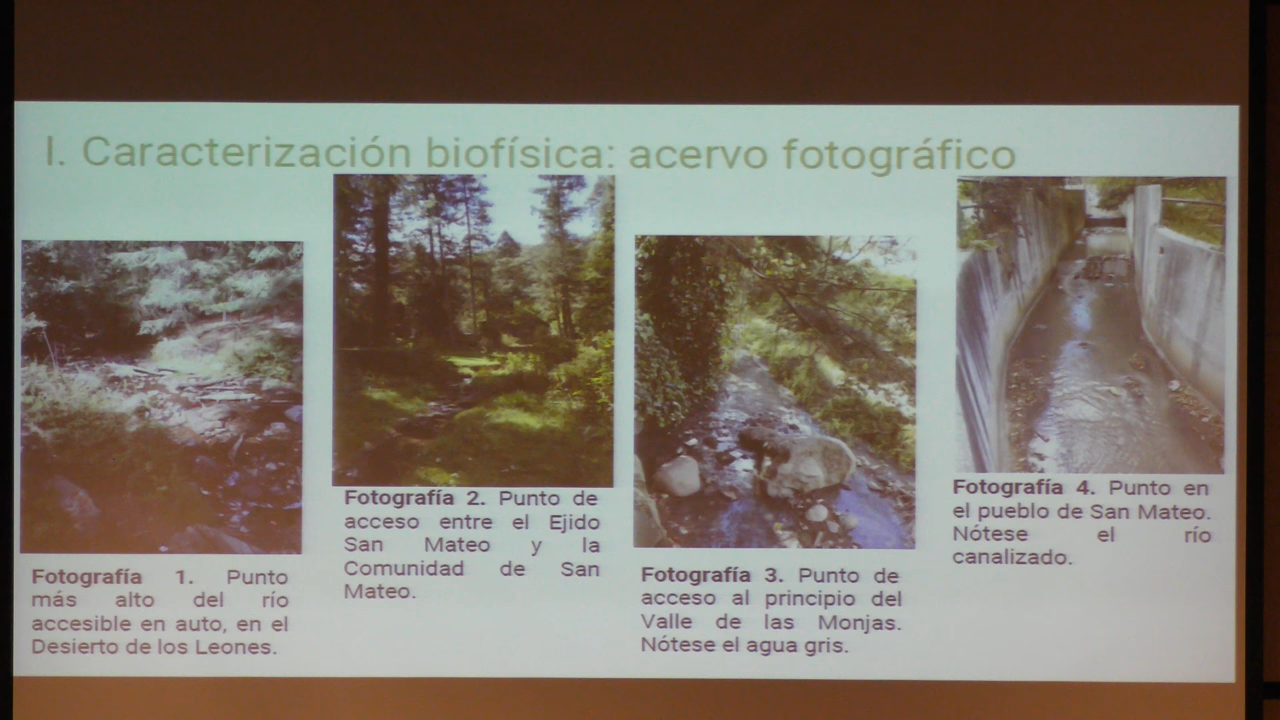 I. Caracterización biofísica: acervo fotográfico
Fotografía 1. Punto
más alto del río
accesible en auto, en el
Desierto de los Leones.
Fotografía 2. Punto de
acceso entre el Ejido
San Mateo y la
Comunidad de San
Mateo.
Fotografía 3. Punto de
acceso al principio del
Valle de las Monjas.
Nótese el agua gris.
Fotografía 4. Punto en
el pueblo de San Mateo.
Nótese el río
canalizado.